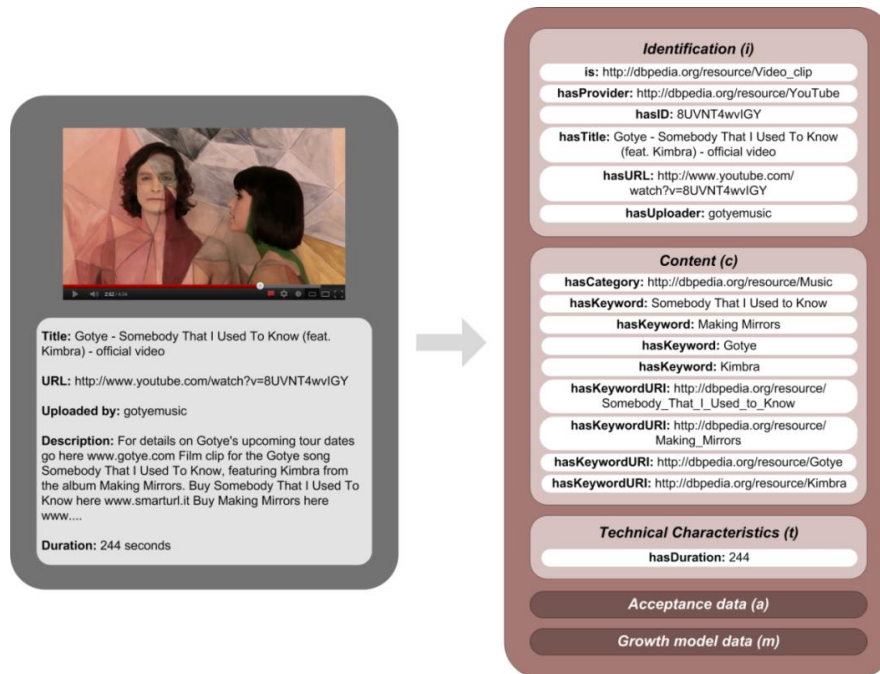 2:52 / 4:04
Title: Gotye - Somebody That I Used To Know (feat.
Kimbra) - official video
URL: http://www.youtube.com/watch?v=8UVNT4wvIGY
Uploaded by: gotyemusic
Description: For details on Gotye's upcoming tour dates
go here www.gotye.com Film clip for the Gotye song
Somebody That I Used To Know, featuring Kimbra from
the album Making Mirrors. Buy Somebody That I Used To
Know here www.smarturl.it Buy Making Mirrors here
www....
Duration: 244 seconds
Identification (i)
is: http://dbpedia.org/resource/Video_clip
hasProvider: http://dbpedia.org/resource/YouTube
hasID: 8UVNT4wvIGY
hasTitle: Gotye - Somebody That I Used To Know
(feat. Kimbra) - official video
hasURL: http://www.youtube.com/
watch?v=8UVNT4wvIGY
hasUploader: gotyemusic
Content (c)
hasCategory: http://dbpedia.org/resource/Music
hasKeyword: Somebody That I Used to Know
hasKeyword: Making Mirrors
hasKeyword: Gotye
hasKeyword: Kimbra
hasKeywordURI: http://dbpedia.org/resource/
Somebody_That_I_Used_to_Know
hasKeywordURI: http://dbpedia.org/resource/
Making_Mirrors
hasKeywordURI: http://dbpedia.org/resource/Gotye
hasKeywordURI: http://dbpedia.org/resource/Kimbra
Technical Characteristics (t)
hasDuration: 244
Acceptance data (a)
Growth model data (m)